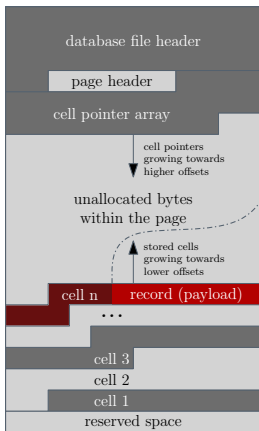 database file header
page header
cell pointer array
cell pointers
growing towards
higher offsets
unallocated bytes
within the page
stored cells
growing towards
lower offsets
cell n record (payload)
...
cell 3
cell 2
cell 1
reserved space